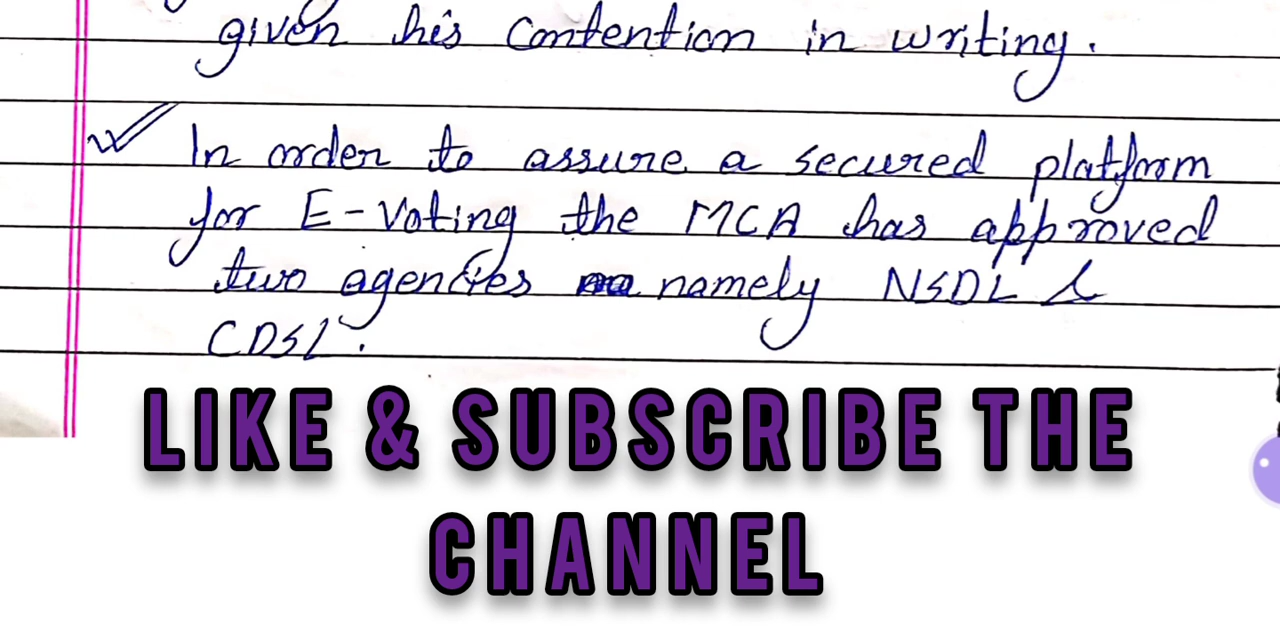 given his contention in writing.
In order to assure a secured platform
for E-Voting the MCA has approved
two agencies namely NSDL &
CDSL.
LIKE & SUBSCRIBE THE
CHANNEL